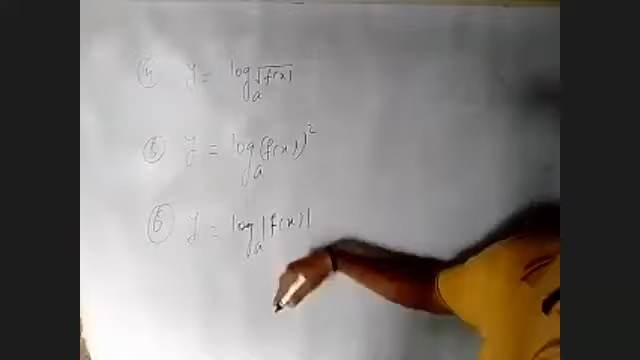 ④ y = log_a √f(x)
⑤ y = log_a (f(x))²
⑥ y = log_a |f(x)|